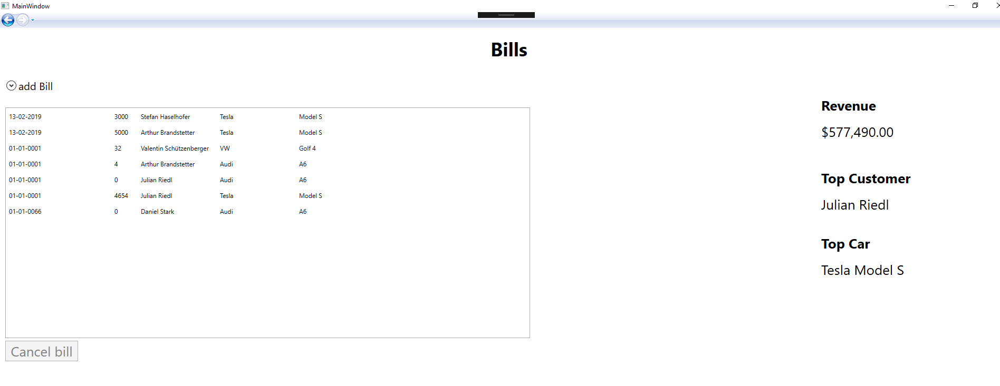 MainWindow
Bills
add Bill
13-02-2019 3000 Stefan Haselhofer Tesla Model S
13-02-2019 5000 Arthur Brandstetter Tesla Model S
01-01-0001 32 Valentin Schützenberger VW Golf 4
01-01-0001 4 Arthur Brandstetter Audi A6
01-01-0001 0 Julian Riedl Audi A6
01-01-0001 4654 Julian Riedl Tesla Model S
01-01-0066 0 Daniel Stark Audi A6
Cancel bill
Revenue
$577,490.00
Top Customer
Julian Riedl
Top Car
Tesla Model S